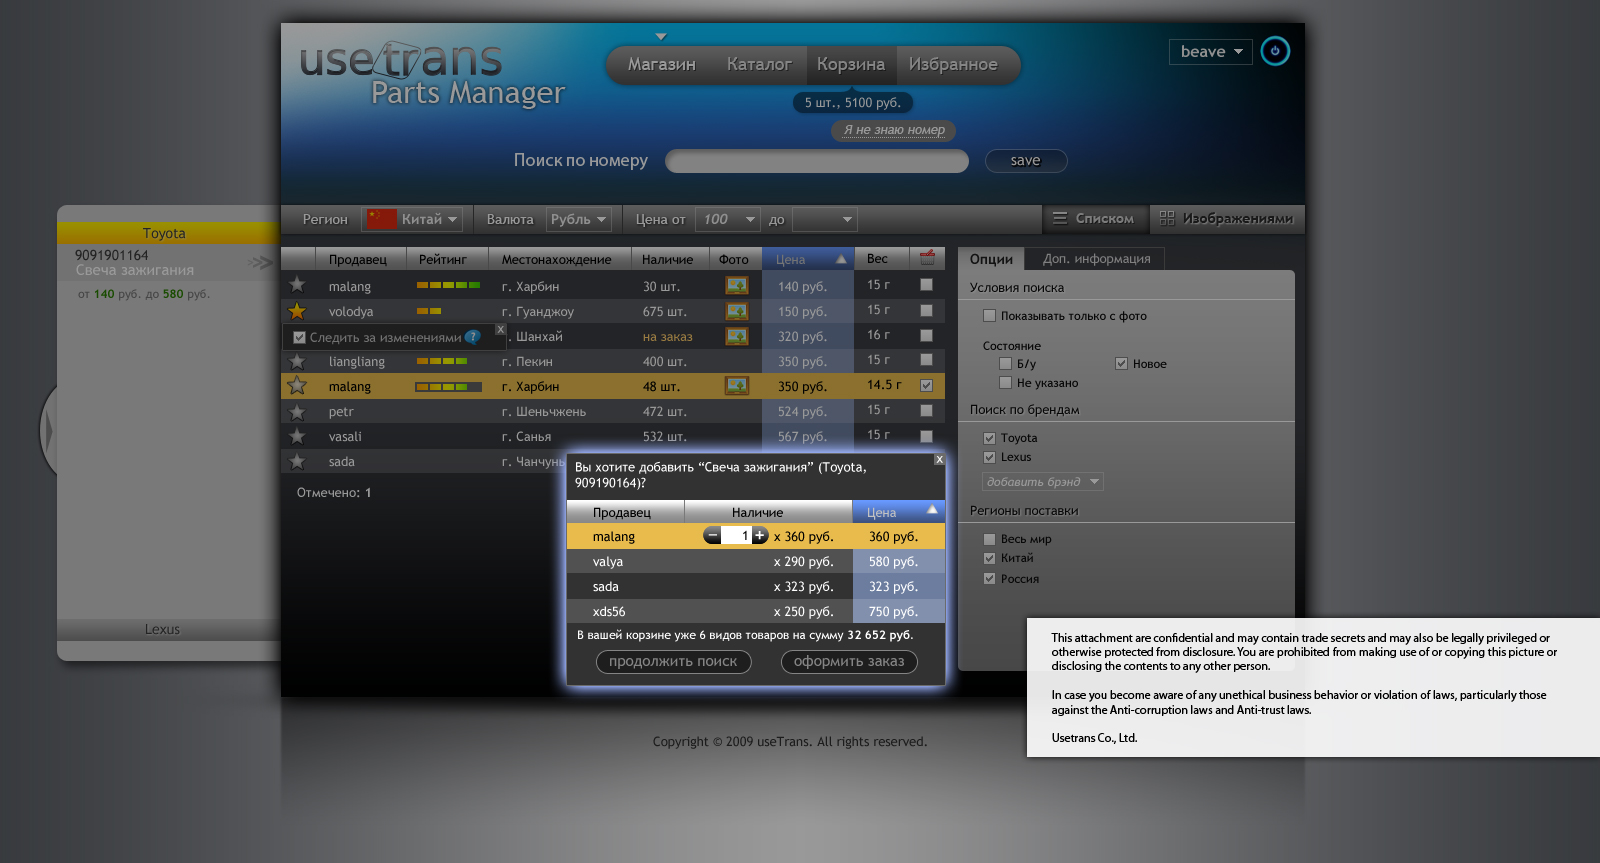 usetrans
Parts Manager
Магазин Каталог Корзина Избранное
beave
5 шт., 5100 руб.
Я не знаю номер
Поиск по номеру save
Регион Китай Валюта Рубль Цена от 100 до
Списком Изображениями
Toyota
9091901164
Свеча зажигания
от 140 руб. до 580 руб.
Lexus
Продавец Рейтинг Местонахождение Наличие Фото Цена Вес
malang г. Харбин 30 шт. 140 руб. 15 г
volodya г. Гуанджоу 675 шт. 150 руб. 15 г
Следить за изменениями ? x . Шанхай на заказ 320 руб. 16 г
liangliang г. Пекин 400 шт. 350 руб. 15 г
malang г. Харбин 48 шт. 350 руб. 14.5 г
petr г. Шеньчжень 472 шт. 524 руб. 15 г
vasali г. Санья 532 шт. 567 руб. 15 г
sada г. Чанчунь
Отмечено: 1
Вы хотите добавить “Свеча зажигания” (Toyota, x
909190164)?
Продавец Наличие Цена
malang − 1 + x 360 руб. 360 руб.
valya x 290 руб. 580 руб.
sada x 323 руб. 323 руб.
xds56 x 250 руб. 750 руб.
В вашей корзине уже 6 видов товаров на сумму 32 652 руб.
продолжить поиск оформить заказ
Опции Доп. информация
Условия поиска
Показывать только с фото
Состояние
Б/у Новое
Не указано
Поиск по брендам
Toyota
Lexus
добавить брэнд
Регионы поставки
Весь мир
Китай
Россия
This attachment are confidential and may contain trade secrets and may also be legally privileged or
otherwise protected from disclosure. You are prohibited from making use of or copying this picture or
disclosing the contents to any other person.
In case you become aware of any unethical business behavior or violation of laws, particularly those
against the Anti-corruption laws and Anti-trust laws.
Usetrans Co., Ltd.
Copyright © 2009 useTrans. All rights reserved.